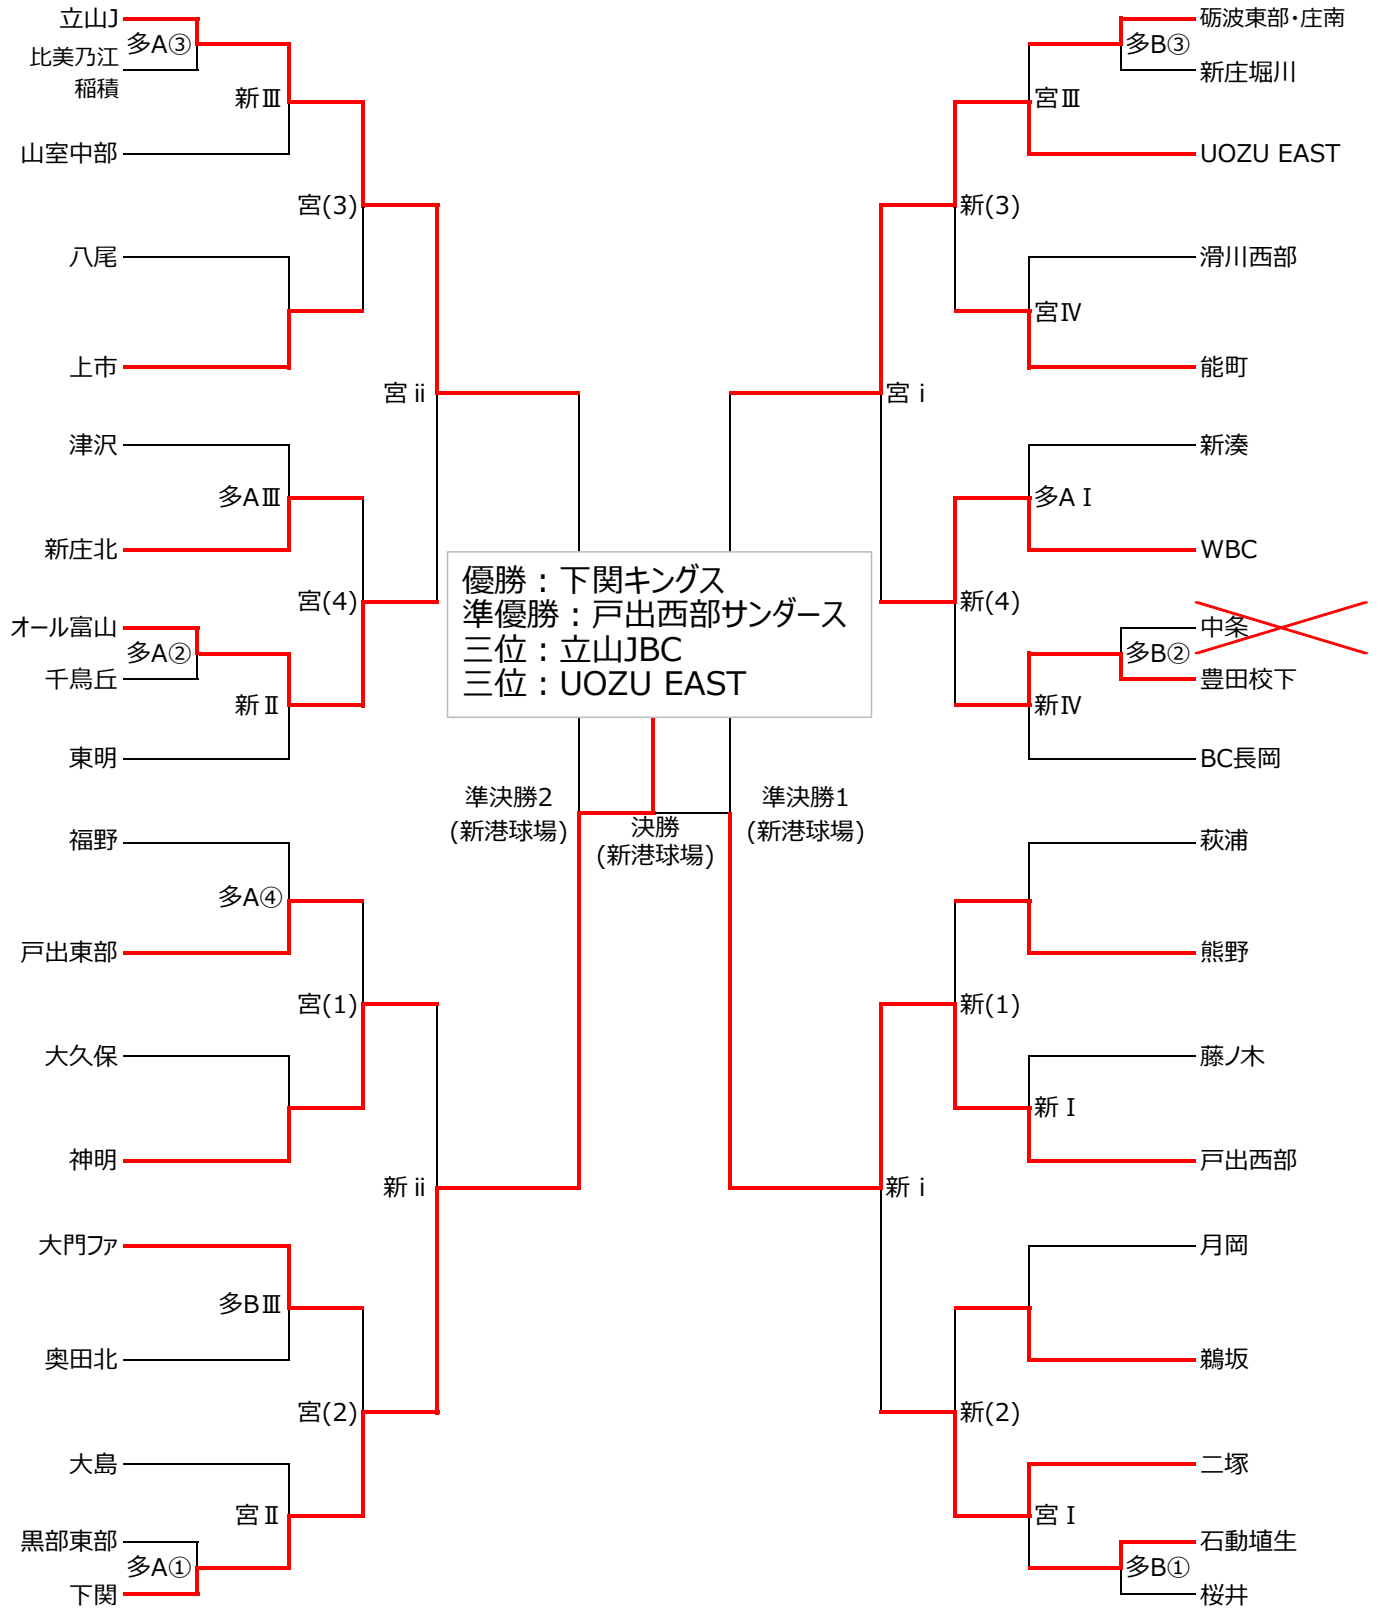 立山J
多A③
比美乃江
稲積
新Ⅲ
山室中部
宮(3)
八尾
上市
宮ⅱ
津沢
多AⅢ
新庄北
宮(4)
オール富山
多A②
千鳥丘
新Ⅱ
東明
福野
多A④
戸出東部
宮(1)
大久保
神明
新ⅱ
大門ファ
多BⅢ
奥田北
宮(2)
大島
宮Ⅱ
黒部東部
多A①
下関
優勝：下関キングス
準優勝：戸出西部サンダース
三位：立山JBC
三位：UOZU EAST
準決勝2
(新港球場)
決勝
(新港球場)
準決勝1
(新港球場)
砺波東部・庄南
多B③
新庄堀川
宮Ⅲ
UOZU EAST
新(3)
滑川西部
宮Ⅳ
能町
宮ⅰ
新湊
多AⅠ
WBC
新(4)
中条
多B②
豊田校下
新Ⅳ
BC長岡
萩浦
熊野
新(1)
藤ノ木
新Ⅰ
戸出西部
新ⅰ
月岡
鵜坂
新(2)
二塚
宮Ⅰ
石動埴生
多B①
桜井